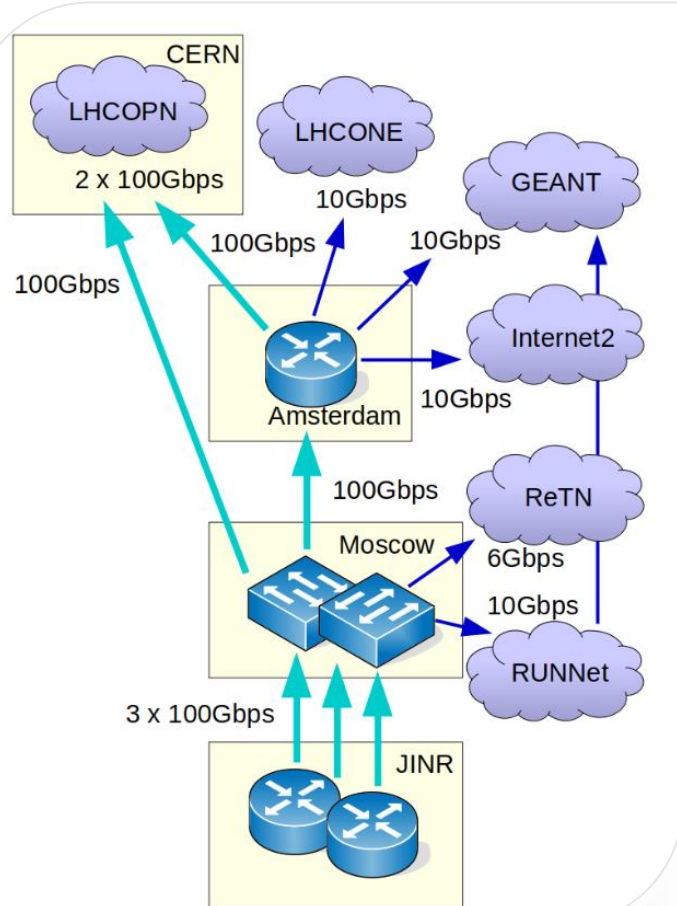 CERN
LHCOPN
LHCONE
GEANT
2 x 100Gbps
10Gbps
100Gbps
10Gbps
100Gbps
Internet2
10Gbps
Amsterdam
100Gbps
ReTN
Moscow
6Gbps
10Gbps
RUNNet
3 x 100Gbps
JINR